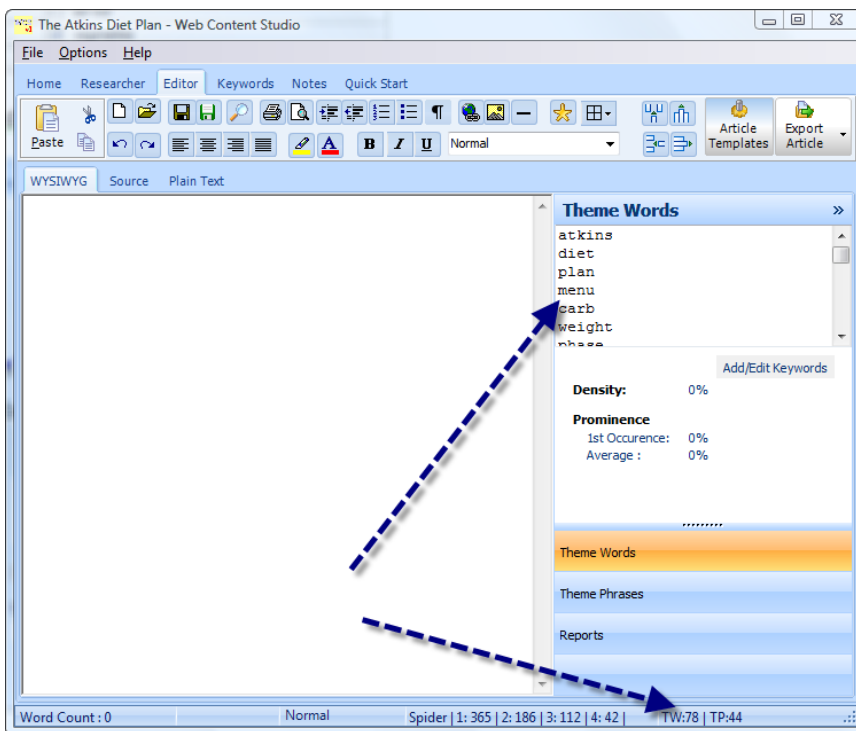 The Atkins Diet Plan - Web Content Studio
File Options Help
Home Researcher Editor Keywords Notes Quick Start
Paste
B I U Normal
Article Templates
Export Article
WYSIWYG Source Plain Text
Theme Words »
atkins
diet
plan
menu
carb
weight
phase
Add/Edit Keywords
Density: 0%
Prominence
1st Occurence: 0%
Average : 0%
Theme Words
Theme Phrases
Reports
Word Count : 0 Normal Spider | 1: 365 | 2: 186 | 3: 112 | 4: 42 | TW:78 | TP:44